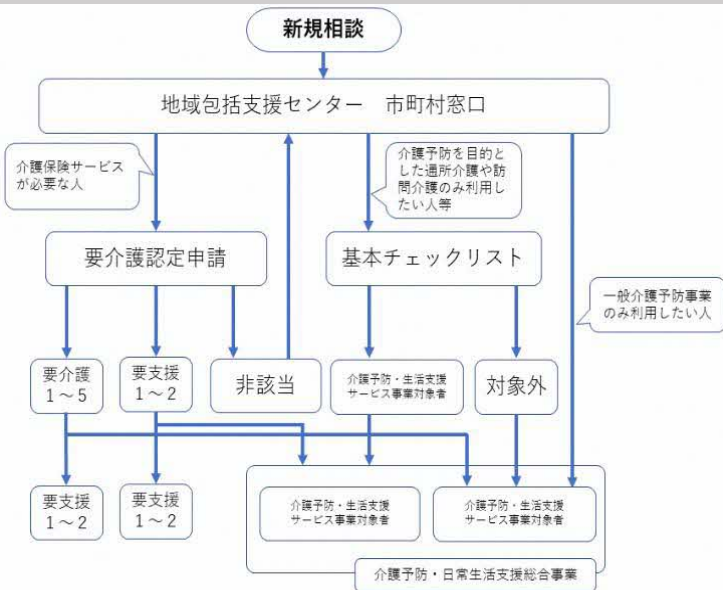 新規相談
地域包括支援センター　市町村窓口
介護保険サービス
が必要な人
介護予防を目的と
した通所介護や訪
問介護のみ利用し
たい人等
要介護認定申請
基本チェックリスト
一般介護予防事業
のみ利用したい人
要介護
1～5
要支援
1～2
非該当
介護予防・生活支援
サービス事業対象者
対象外
要支援
1～2
要支援
1～2
介護予防・生活支援
サービス事業対象者
介護予防・生活支援
サービス事業対象者
介護予防・日常生活支援総合事業